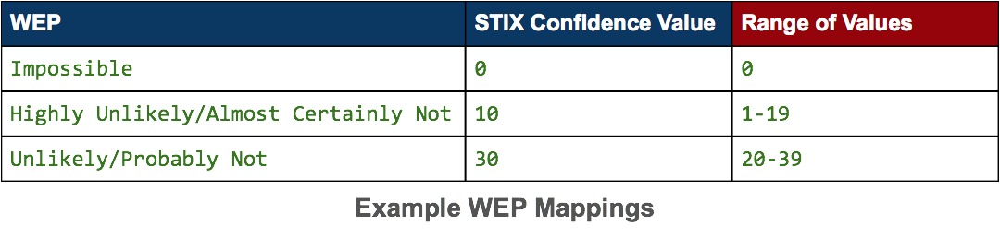 WEP STIX Confidence Value Range of Values
Impossible 0 0
Highly Unlikely/Almost Certainly Not 10 1-19
Unlikely/Probably Not 30 20-39
Example WEP Mappings